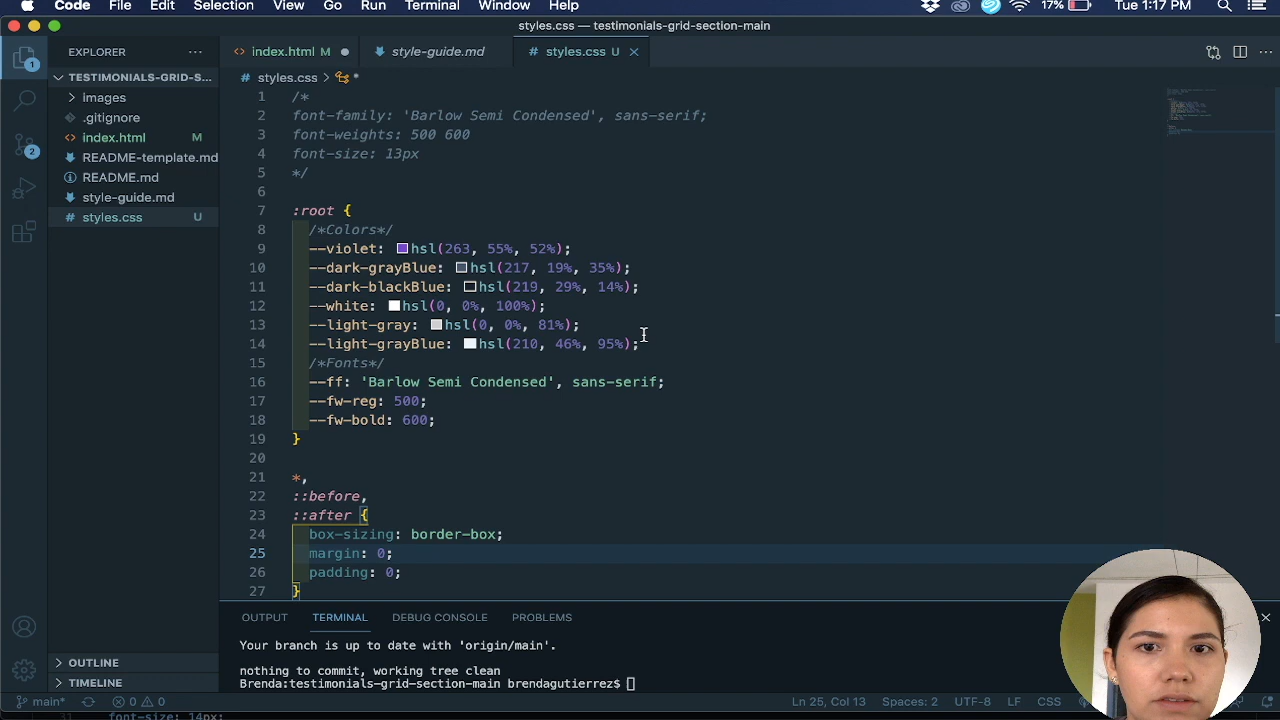 Code File Edit Selection View Go Run Terminal Window Help 17% Tue 1:17 PM
styles.css — testimonials-grid-section-main
EXPLORER ··· index.html M style-guide.md styles.css U
TESTIMONIALS-GRID-S...
styles.css
images
.gitignore
index.html M
README-template.md
README.md
style-guide.md
styles.css U
OUTLINE
TIMELINE
1 /*
2 font-family: 'Barlow Semi Condensed', sans-serif;
3 font-weights: 500 600
4 font-size: 13px
5 */
6
7 :root {
8 /*Colors*/
9 --violet: hsl(263, 55%, 52%);
10 --dark-grayBlue: hsl(217, 19%, 35%);
11 --dark-blackBlue: hsl(219, 29%, 14%);
12 --white: hsl(0, 0%, 100%);
13 --light-gray: hsl(0, 0%, 81%);
14 --light-grayBlue: hsl(210, 46%, 95%);
15 /*Fonts*/
16 --ff: 'Barlow Semi Condensed', sans-serif;
17 --fw-reg: 500;
18 --fw-bold: 600;
19 }
20
21 *,
22 ::before,
23 ::after {
24 box-sizing: border-box;
25 margin: 0;
26 padding: 0;
27 }
OUTPUT TERMINAL DEBUG CONSOLE PROBLEMS
Your branch is up to date with 'origin/main'.
nothing to commit, working tree clean
Brenda:testimonials-grid-section-main brendagutierrez$
main* 0 0 Ln 25, Col 13 Spaces: 2 UTF-8 LF CSS
31 font-size: 14px;